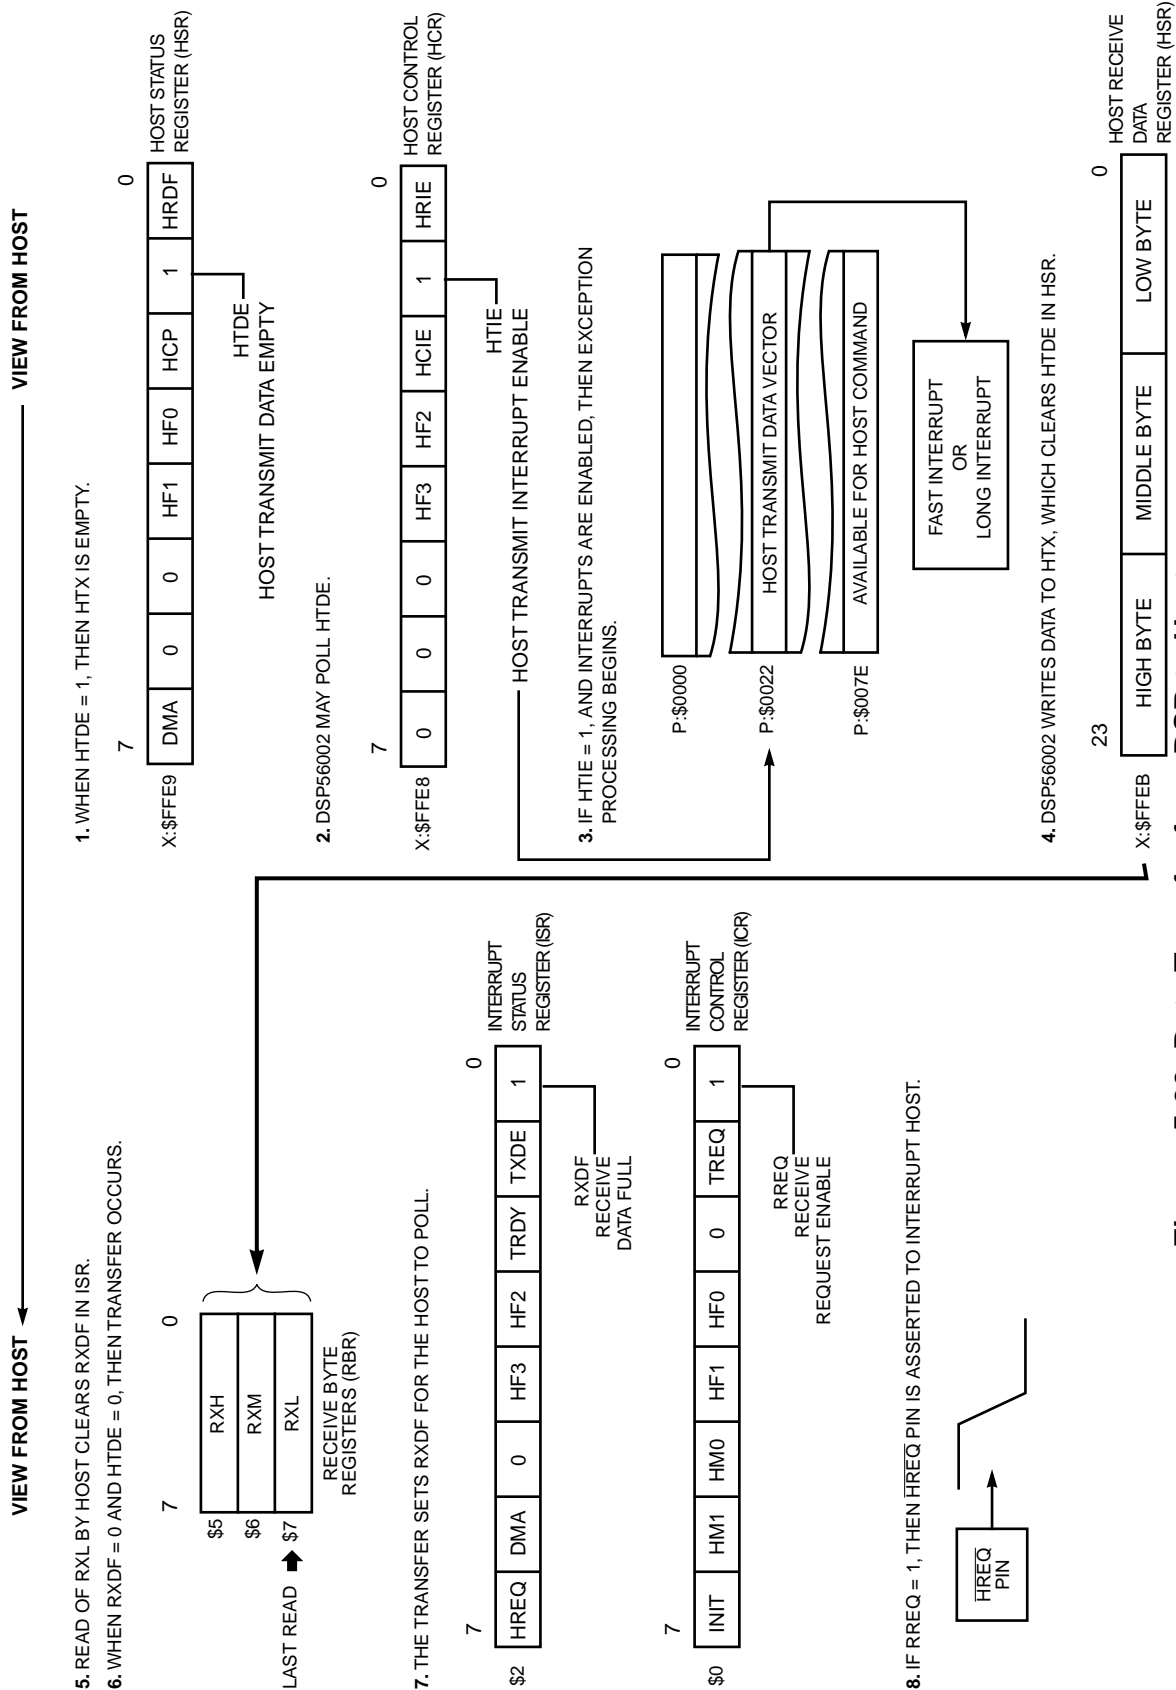 VIEW FROM HOST
VIEW FROM HOST
5. READ OF RXL BY HOST CLEARS RXDF IN ISR.
6. WHEN RXDF = 0 AND HTDE = 0, THEN TRANSFER OCCURS.
7 0
$5 RXH
$6 RXM
LAST READ $7 RXL
RECEIVE BYTE
REGISTERS (RBR)
7. THE TRANSFER SETS RXDF FOR THE HOST TO POLL.
7 0
$2 HREQ DMA 0 HF3 HF2 TRDY TXDE 1
INTERRUPT
STATUS
REGISTER (ISR)
RXDF
RECEIVE
DATA FULL
7 0
$0 INIT HM1 HM0 HF1 HF0 0 TREQ 1
INTERRUPT
CONTROL
REGISTER (ICR)
RREQ
RECEIVE
REQUEST ENABLE
8. IF RREQ = 1, THEN HREQ PIN IS ASSERTED TO INTERRUPT HOST.
HREQ
PIN
1. WHEN HTDE = 1, THEN HTX IS EMPTY.
7 0
X:$FFE9 DMA 0 0 HF1 HF0 HCP 1 HRDF
HOST STATUS
REGISTER (HSR)
HTDE
HOST TRANSMIT DATA EMPTY
2. DSP56002 MAY POLL HTDE.
7 0
X:$FFE8 0 0 0 HF3 HF2 HCIE 1 HRIE
HOST CONTROL
REGISTER (HCR)
HTIE
HOST TRANSMIT INTERRUPT ENABLE
3. IF HTIE = 1, AND INTERRUPTS ARE ENABLED, THEN EXCEPTION
PROCESSING BEGINS.
P:$0000
P:$0022 HOST TRANSMIT DATA VECTOR
P:$007E AVAILABLE FOR HOST COMMAND
FAST INTERRUPT
OR
LONG INTERRUPT
4. DSP56002 WRITES DATA TO HTX, WHICH CLEARS HTDE IN HSR.
23 0
X:$FFEB HIGH BYTE MIDDLE BYTE LOW BYTE
HOST RECEIVE
DATA
REGISTER (HSR)